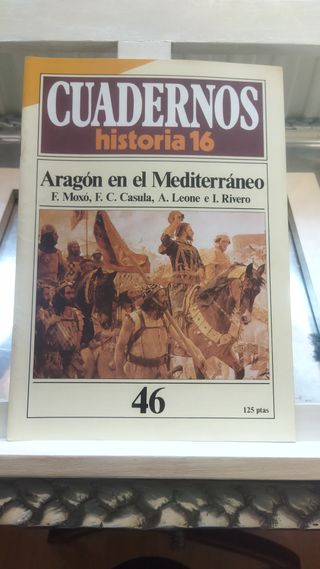 CUADERNOS
historia 16
Aragón en el Mediterráneo
F. Moxó, F. C. Casula, A. Leone e I. Rivero
46
125 ptas